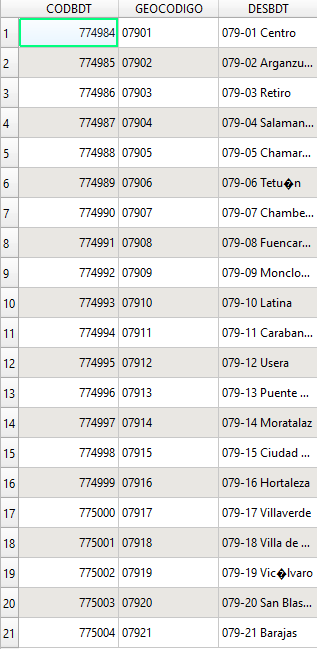 CODBDT GEOCODIGO DESBDT
1 774984 07901 079-01 Centro
2 774985 07902 079-02 Arganzu...
3 774986 07903 079-03 Retiro
4 774987 07904 079-04 Salaman...
5 774988 07905 079-05 Chamar...
6 774989 07906 079-06 Tetu�n
7 774990 07907 079-07 Chambe...
8 774991 07908 079-08 Fuencar...
9 774992 07909 079-09 Monclo...
10 774993 07910 079-10 Latina
11 774994 07911 079-11 Caraban...
12 774995 07912 079-12 Usera
13 774996 07913 079-13 Puente ...
14 774997 07914 079-14 Moratalaz
15 774998 07915 079-15 Ciudad ...
16 774999 07916 079-16 Hortaleza
17 775000 07917 079-17 Villaverde
18 775001 07918 079-18 Villa de ...
19 775002 07919 079-19 Vic�lvaro
20 775003 07920 079-20 San Blas...
21 775004 07921 079-21 Barajas